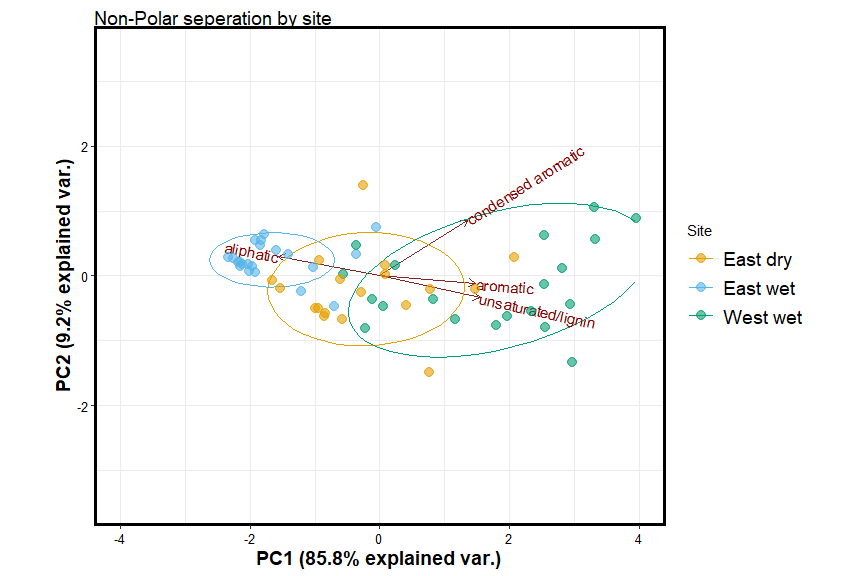 Non-Polar seperation by site
PC2 (9.2% explained var.)
2
0
-2
condensed aromatic
aliphatic
aromatic
unsaturated/lignin
-4
-2
0
2
4
PC1 (85.8% explained var.)
Site
East dry
East wet
West wet